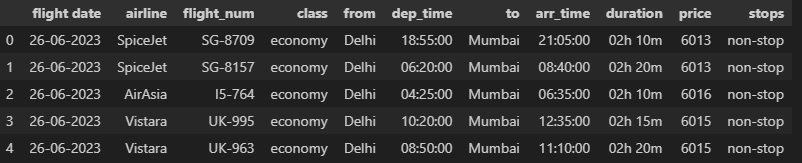 flight date airline flight_num class from dep_time to arr_time duration price stops
0 26-06-2023 SpiceJet SG-8709 economy Delhi 18:55:00 Mumbai 21:05:00 02h 10m 6013 non-stop
1 26-06-2023 SpiceJet SG-8157 economy Delhi 06:20:00 Mumbai 08:40:00 02h 20m 6013 non-stop
2 26-06-2023 AirAsia I5-764 economy Delhi 04:25:00 Mumbai 06:35:00 02h 10m 6016 non-stop
3 26-06-2023 Vistara UK-995 economy Delhi 10:20:00 Mumbai 12:35:00 02h 15m 6015 non-stop
4 26-06-2023 Vistara UK-963 economy Delhi 08:50:00 Mumbai 11:10:00 02h 20m 6015 non-stop